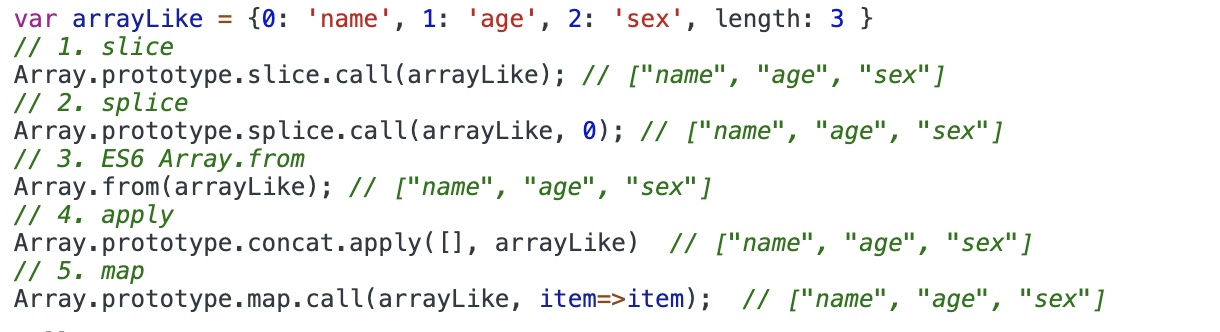 var arrayLike = {0: 'name', 1: 'age', 2: 'sex', length: 3 }
// 1. slice
Array.prototype.slice.call(arrayLike); // ["name", "age", "sex"]
// 2. splice
Array.prototype.splice.call(arrayLike, 0); // ["name", "age", "sex"]
// 3. ES6 Array.from
Array.from(arrayLike); // ["name", "age", "sex"]
// 4. apply
Array.prototype.concat.apply([], arrayLike)  // ["name", "age", "sex"]
// 5. map
Array.prototype.map.call(arrayLike, item=>item);  // ["name", "age", "sex"]